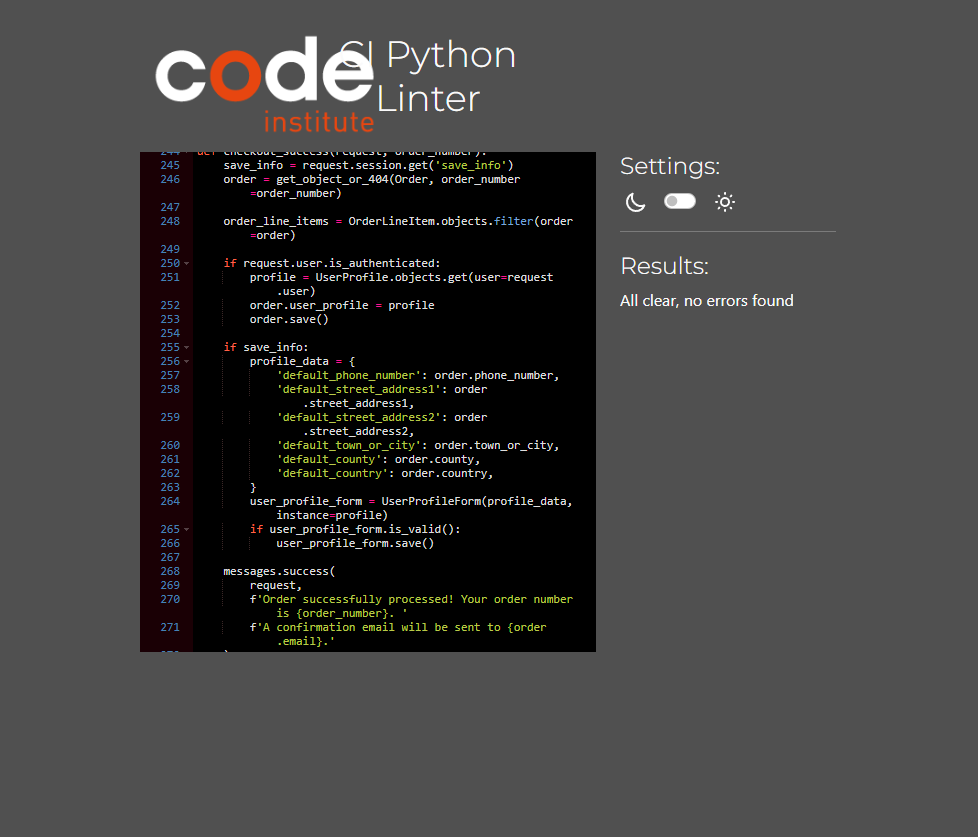 code
institute
CI Python
Linter
244 def checkout_success(request, order_number):
245 save_info = request.session.get('save_info')
246 order = get_object_or_404(Order, order_number
=order_number)
247
248 order_line_items = OrderLineItem.objects.filter(order
=order)
249
250 if request.user.is_authenticated:
251 profile = UserProfile.objects.get(user=request
.user)
252 order.user_profile = profile
253 order.save()
254
255 if save_info:
256 profile_data = {
257 'default_phone_number': order.phone_number,
258 'default_street_address1': order
.street_address1,
259 'default_street_address2': order
.street_address2,
260 'default_town_or_city': order.town_or_city,
261 'default_county': order.county,
262 'default_country': order.country,
263 }
264 user_profile_form = UserProfileForm(profile_data,
instance=profile)
265 if user_profile_form.is_valid():
266 user_profile_form.save()
267
268 messages.success(
269 request,
270 f'Order successfully processed! Your order number
is {order_number}. '
271 f'A confirmation email will be sent to {order
.email}.'
Settings:
Results:
All clear, no errors found